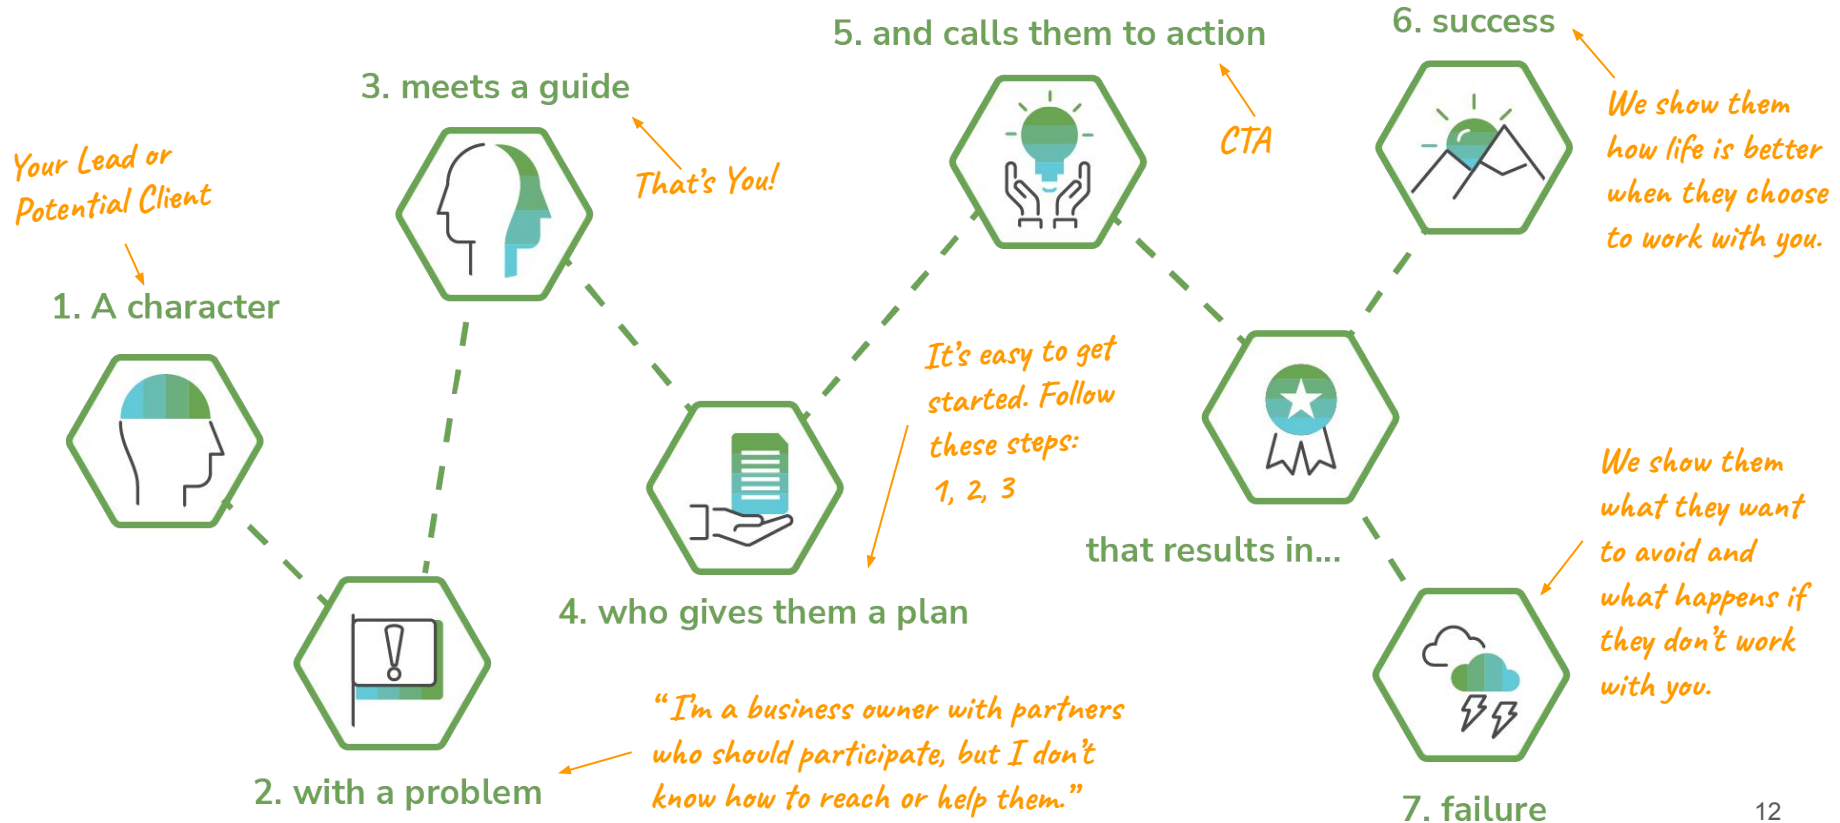 Your Lead or
Potential Client
1. A character
2. with a problem
"I'm a business owner with partners
who should participate, but I don't
know how to reach or help them."
3. meets a guide
That's You!
4. who gives them a plan
It's easy to get
started. Follow
these steps:
1, 2, 3
5. and calls them to action
CTA
that results in...
6. success
We show them
how life is better
when they choose
to work with you.
7. failure
We show them
what they want
to avoid and
what happens if
they don't work
with you.
12